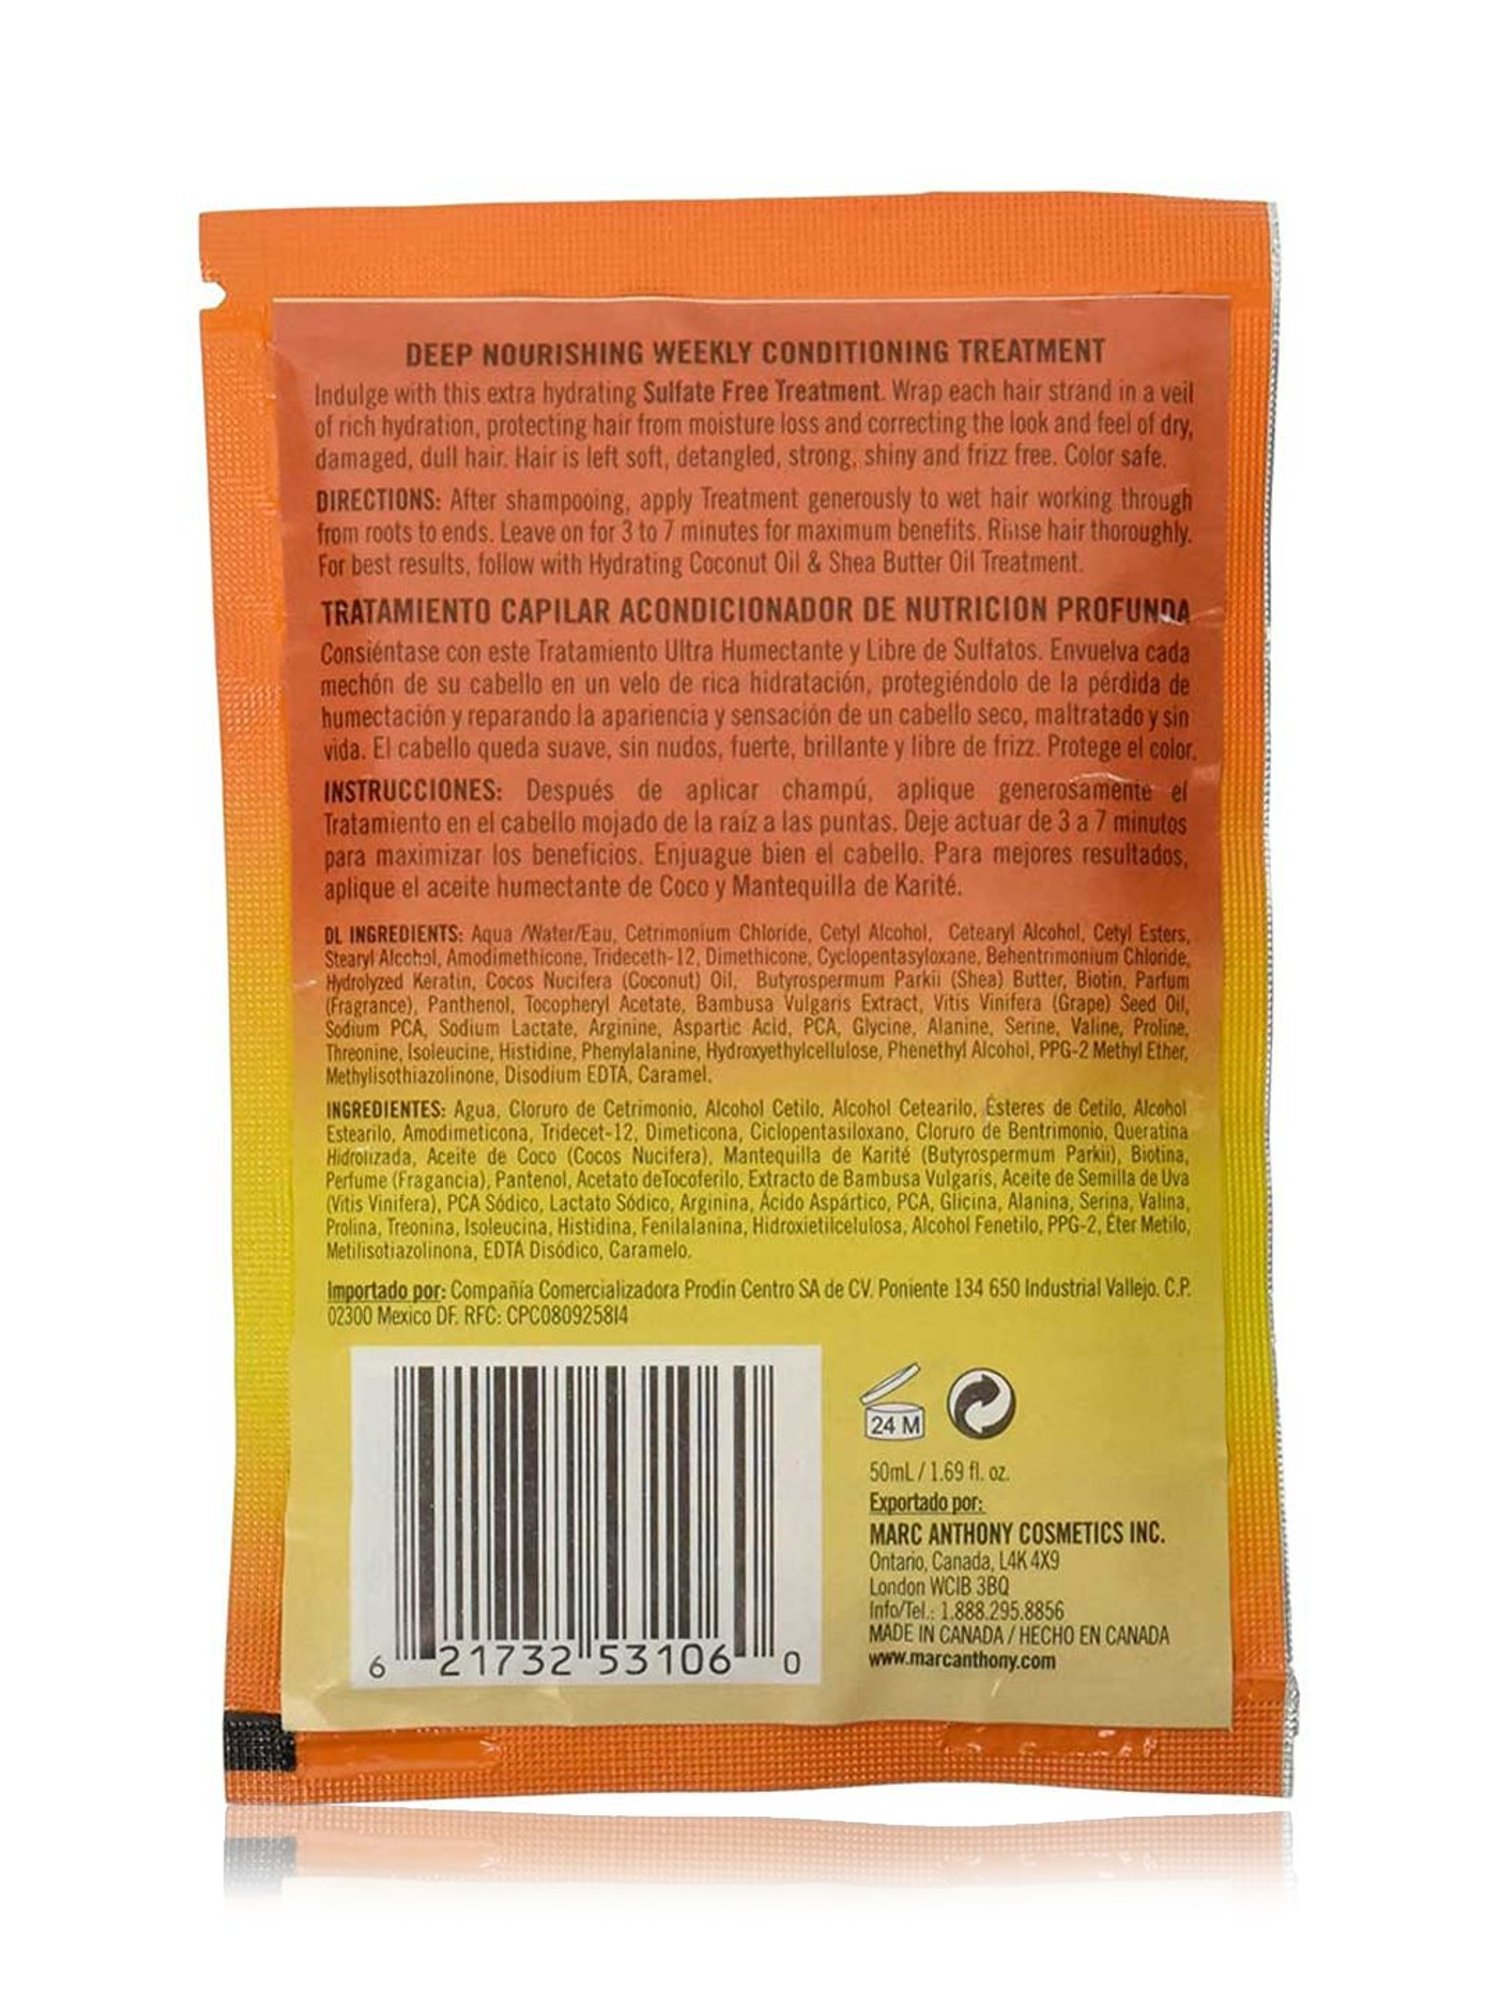 DEEP NOURISHING WEEKLY CONDITIONING TREATMENT
Indulge with this extra hydrating Sulfate Free Treatment. Wrap each hair strand in a veil
of rich hydration, protecting hair from moisture loss and correcting the look and feel of dry,
damaged, dull hair. Hair is left soft, detangled, strong, shiny and frizz free. Color safe.
DIRECTIONS: After shampooing, apply Treatment generously to wet hair working through
from roots to ends. Leave on for 3 to 7 minutes for maximum benefits. Rinse hair thoroughly.
For best results, follow with Hydrating Coconut Oil & Shea Butter Oil Treatment.
TRATAMIENTO CAPILAR ACONDICIONADOR DE NUTRICION PROFUNDA
Consiéntase con este Tratamiento Ultra Humectante y Libre de Sulfatos. Envuelva cada
mechón de su cabello en un velo de rica hidratación, protegiéndolo de la pérdida de
humectación y reparando la apariencia y sensación de un cabello seco, maltratado y sin
vida. El cabello queda suave, sin nudos, fuerte, brillante y libre de frizz. Protege el color.
INSTRUCCIONES: Después de aplicar champú, aplique generosamente el
Tratamiento en el cabello mojado de la raíz a las puntas. Deje actuar de 3 a 7 minutos
para maximizar los beneficios. Enjuague bien el cabello. Para mejores resultados,
aplique el aceite humectante de Coco y Mantequilla de Karité.
DL INGREDIENTS: Aqua /Water/Eau, Cetrimonium Chloride, Cetyl Alcohol, Cetearyl Alcohol, Cetyl Esters,
Stearyl Alcohol, Amodimethicone, Trideceth-12, Dimethicone, Cyclopentasyloxane, Behentrimonium Chloride,
Hydrolyzed Keratin, Cocos Nucifera (Coconut) Oil, Butyrospermum Parkii (Shea) Butter, Biotin, Parfum
(Fragrance), Panthenol, Tocopheryl Acetate, Bambusa Vulgaris Extract, Vitis Vinifera (Grape) Seed Oil,
Sodium PCA, Sodium Lactate, Arginine, Aspartic Acid, PCA, Glycine, Alanine, Serine, Valine, Proline,
Threonine, Isoleucine, Histidine, Phenylalanine, Hydroxyethylcellulose, Phenethyl Alcohol, PPG-2 Methyl Ether,
Methylisothiazolinone, Disodium EDTA, Caramel.
INGREDIENTES: Agua, Cloruro de Cetrimonio, Alcohol Cetilo, Alcohol Cetearilo, Ésteres de Cetilo, Alcohol
Estearilo, Amodimeticona, Tridecet-12, Dimeticona, Ciclopentasiloxano, Cloruro de Bentrimonio, Queratina
Hidrolizada, Aceite de Coco (Cocos Nucifera), Mantequilla de Karité (Butyrospermum Parkii), Biotina,
Perfume (Fragancia), Pantenol, Acetato deTocoferilo, Extracto de Bambusa Vulgaris, Aceite de Semilla de Uva
(Vitis Vinifera), PCA Sódico, Lactato Sódico, Arginina, Ácido Aspártico, PCA, Glicina, Alanina, Serina, Valina,
Prolina, Treonina, Isoleucina, Histidina, Fenilalanina, Hidroxietilcelulosa, Alcohol Fenetilo, PPG-2, Éter Metilo,
Metilisotiazolinona, EDTA Disódico, Caramelo.
Importado por: Compañía Comercializadora Prodin Centro SA de CV. Poniente 134 650 Industrial Vallejo. C.P.
02300 Mexico DF. RFC: CPC0809258I4
24 M
50mL / 1.69 fl. oz.
Exportado por:
MARC ANTHONY COSMETICS INC.
Ontario, Canada, L4K 4X9
London WCIB 3BQ
Info/Tel.: 1.888.295.8856
MADE IN CANADA / HECHO EN CANADA
www.marcanthony.com
6 21732 53106 0